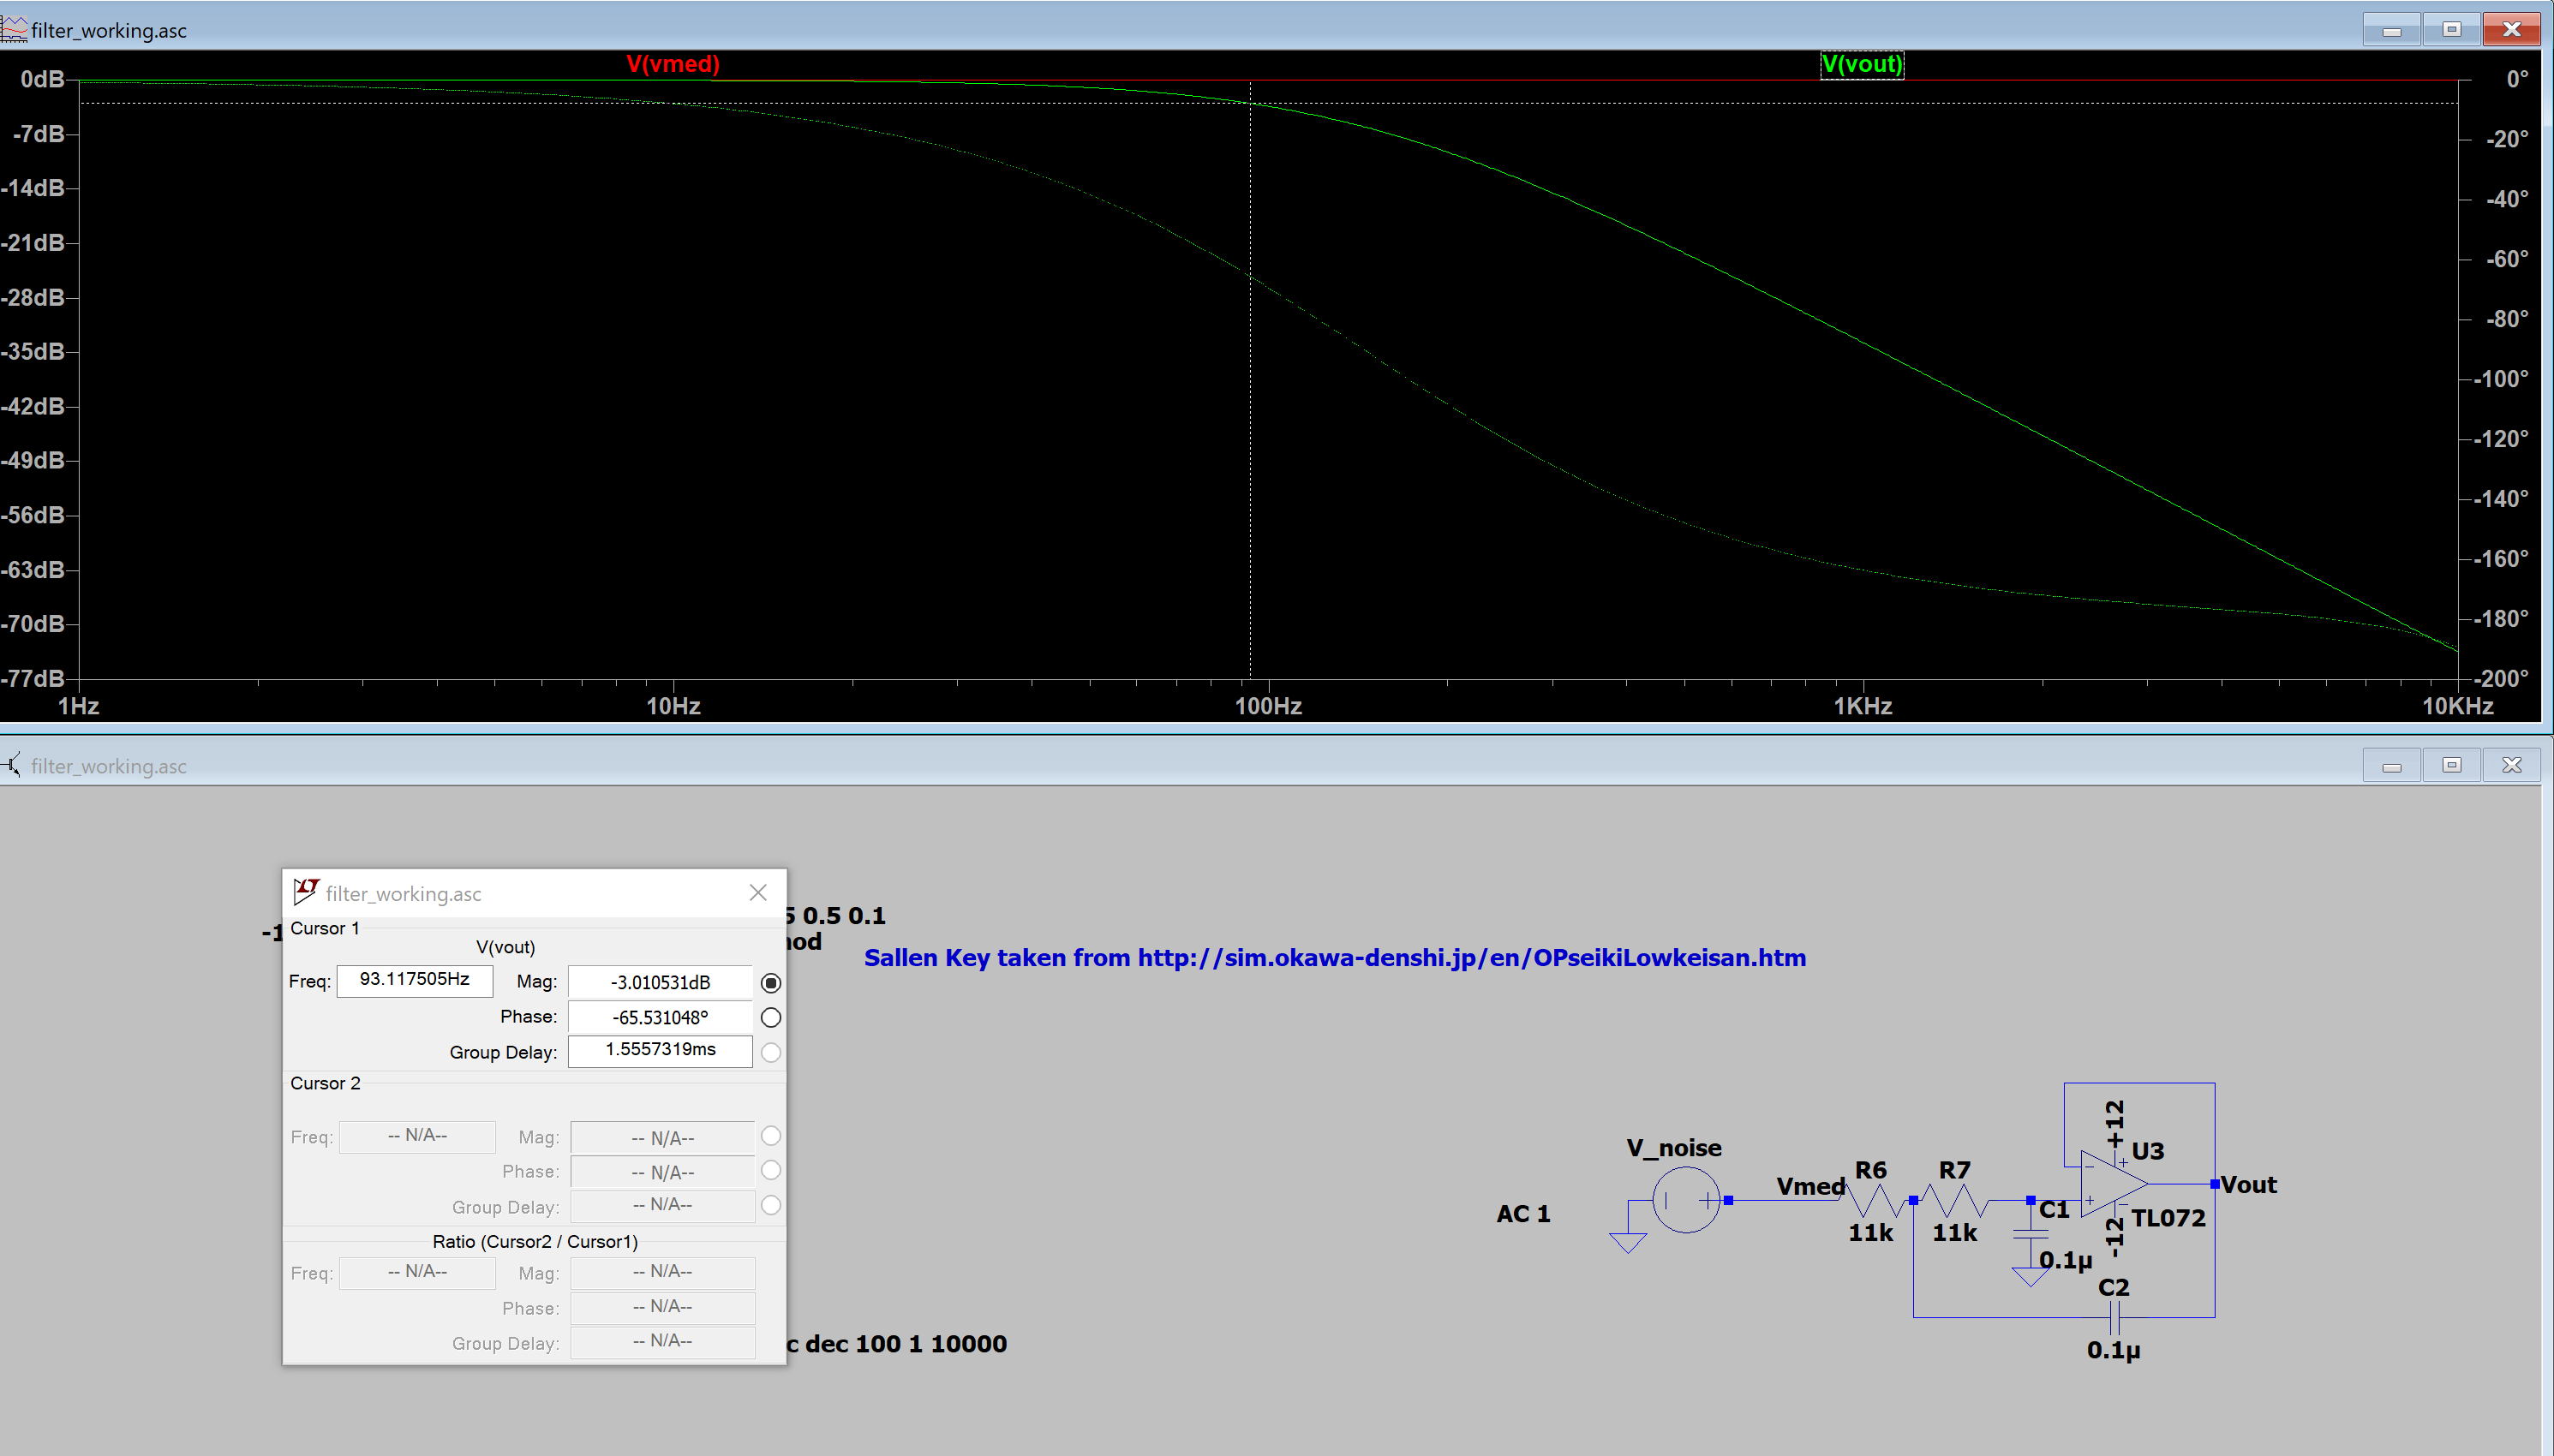 filter_working.asc
V(vmed)
V(vout)
0dB
-7dB
-14dB
-21dB
-28dB
-35dB
-42dB
-49dB
-56dB
-63dB
-70dB
-77dB
0°
-20°
-40°
-60°
-80°
-100°
-120°
-140°
-160°
-180°
-200°
1Hz 10Hz 100Hz 1KHz 10KHz
filter_working.asc
filter_working.asc
Cursor 1
V(vout)
Freq: 93.117505Hz Mag: -3.010531dB
Phase: -65.531048°
Group Delay: 1.5557319ms
Cursor 2
Freq: -- N/A-- Mag: -- N/A--
Phase: -- N/A--
Group Delay: -- N/A--
Ratio (Cursor2 / Cursor1)
Freq: -- N/A-- Mag: -- N/A--
Phase: -- N/A--
Group Delay: -- N/A--
5 0.5 0.1
Sallen Key taken from http://sim.okawa-denshi.jp/en/OPseikiLowkeisan.htm
c dec 100 1 10000
V_noise
AC 1
Vmed
R6
11k
R7
11k
C1
0.1µ
+12
U3
-12
TL072
Vout
C2
0.1µ